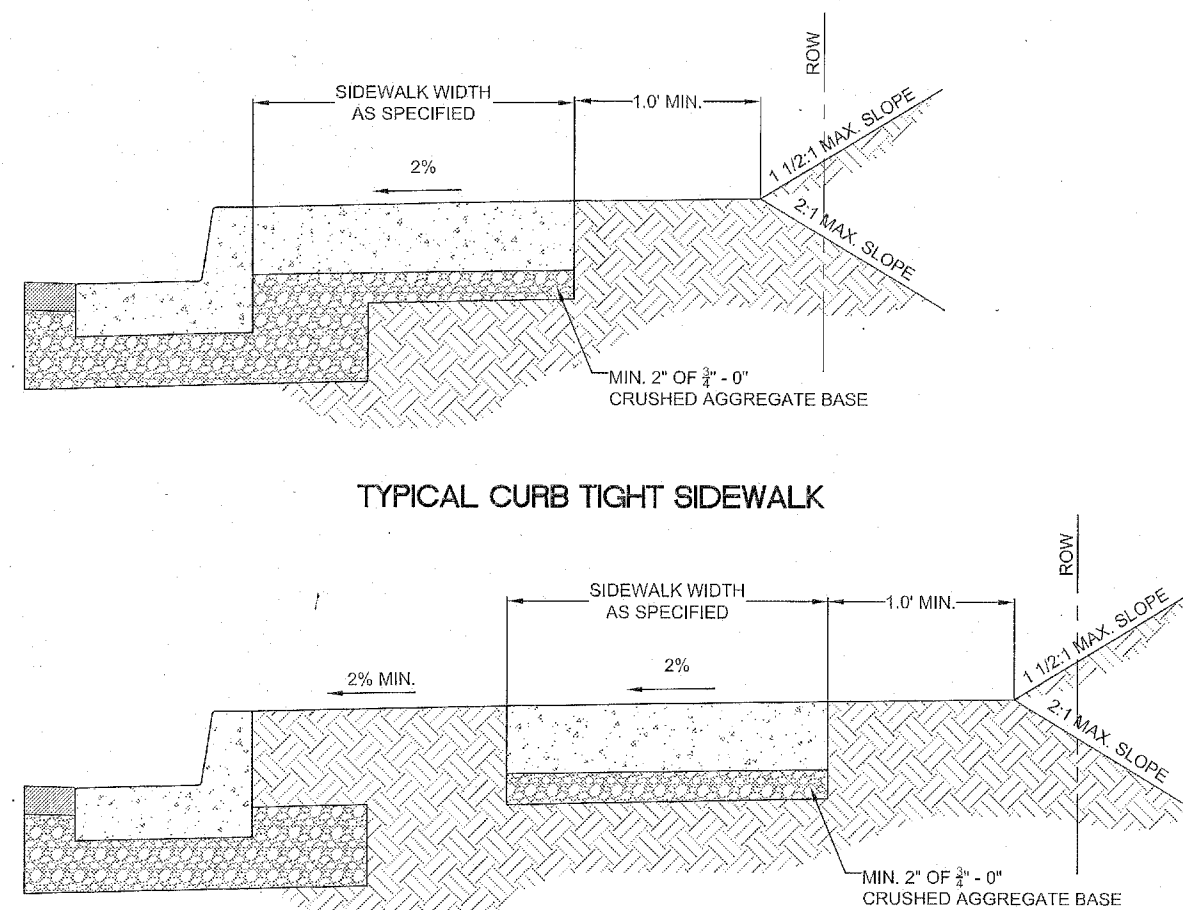 ROW
SIDEWALK WIDTH
AS SPECIFIED
1.0' MIN.
1 1/2:1 MAX. SLOPE
2%
2:1 MAX. SLOPE
MIN. 2" OF 3/4" - 0"
CRUSHED AGGREGATE BASE
TYPICAL CURB TIGHT SIDEWALK
ROW
SIDEWALK WIDTH
AS SPECIFIED
1.0' MIN.
1 1/2:1 MAX. SLOPE
2% MIN.
2%
2:1 MAX. SLOPE
MIN. 2" OF 3/4" - 0"
CRUSHED AGGREGATE BASE